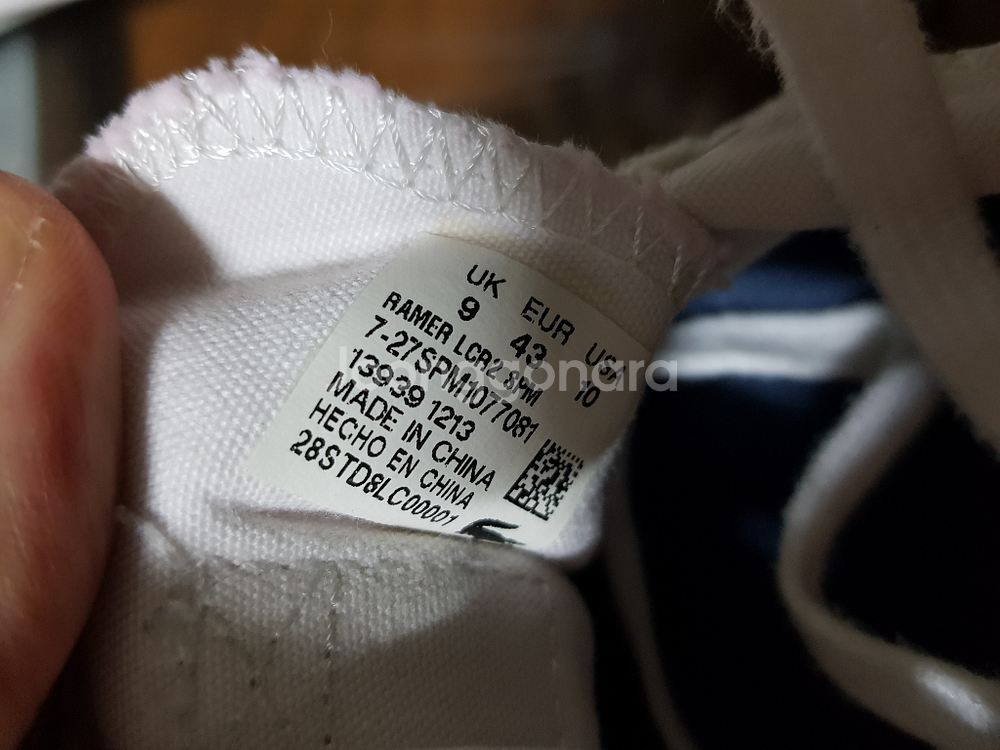 UK EUR USA
9 43 10
RAMER LCR2 SPM
7-27SPM1077081
13939 1213
MADE IN CHINA
HECHO EN CHINA
28STD8LC00001